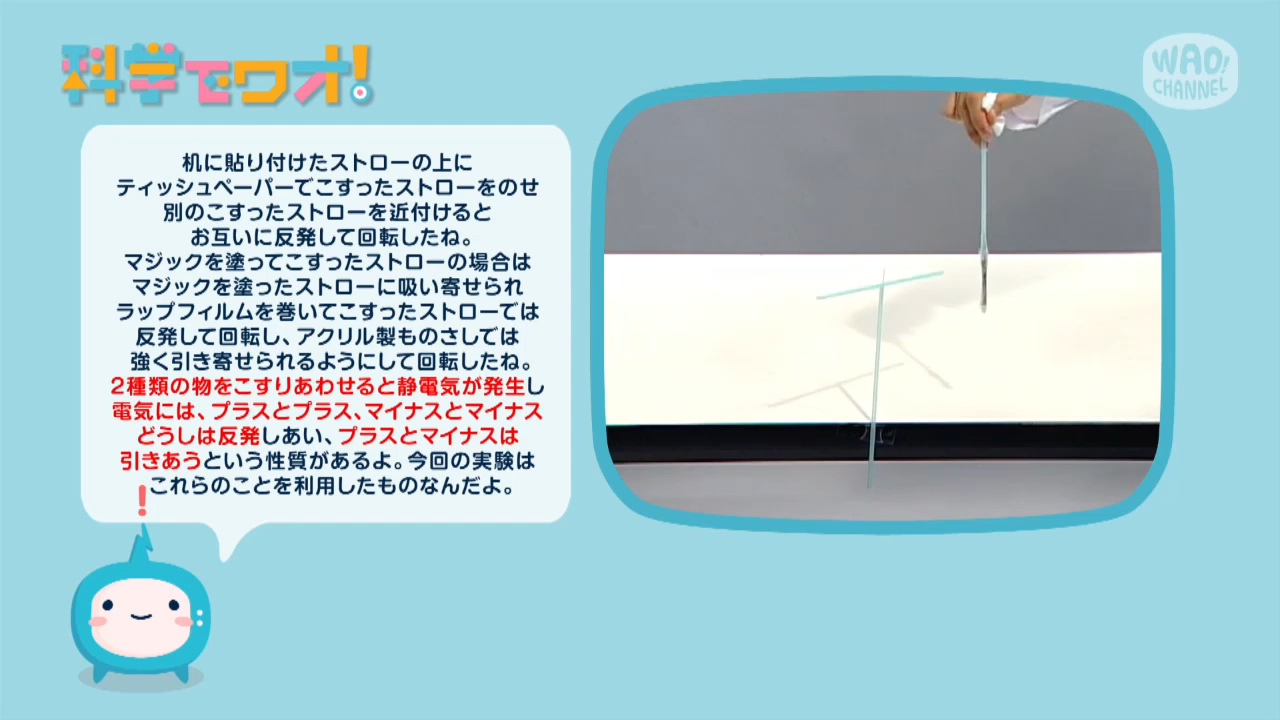 科学でワオ!
WAO!
CHANNEL
机に貼り付けたストローの上に
ティッシュペーパーでこすったストローをのせ
別のこすったストローを近付けると
お互いに反発して回転したね。
マジックを塗ってこすったストローの場合は
マジックを塗ったストローに吸い寄せられ
ラップフィルムを巻いてこすったストローでは
反発して回転し、アクリル製ものさしでは
強く引き寄せられるようにして回転したね。
2種類の物をこすりあわせると静電気が発生し
電気には、プラスとプラス、マイナスとマイナス
どうしは反発しあい、プラスとマイナスは
引きあうという性質があるよ。今回の実験は
これらのことを利用したものなんだよ。
!